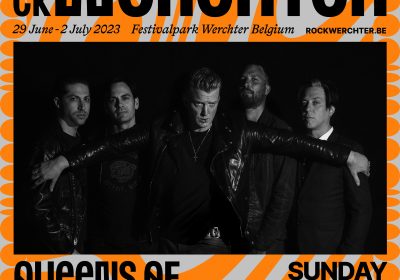 29 June - 2 July 2023 Festivalpark Werchter Belgium ROCKWERCHTER.BE
QUEENS OF SUNDAY